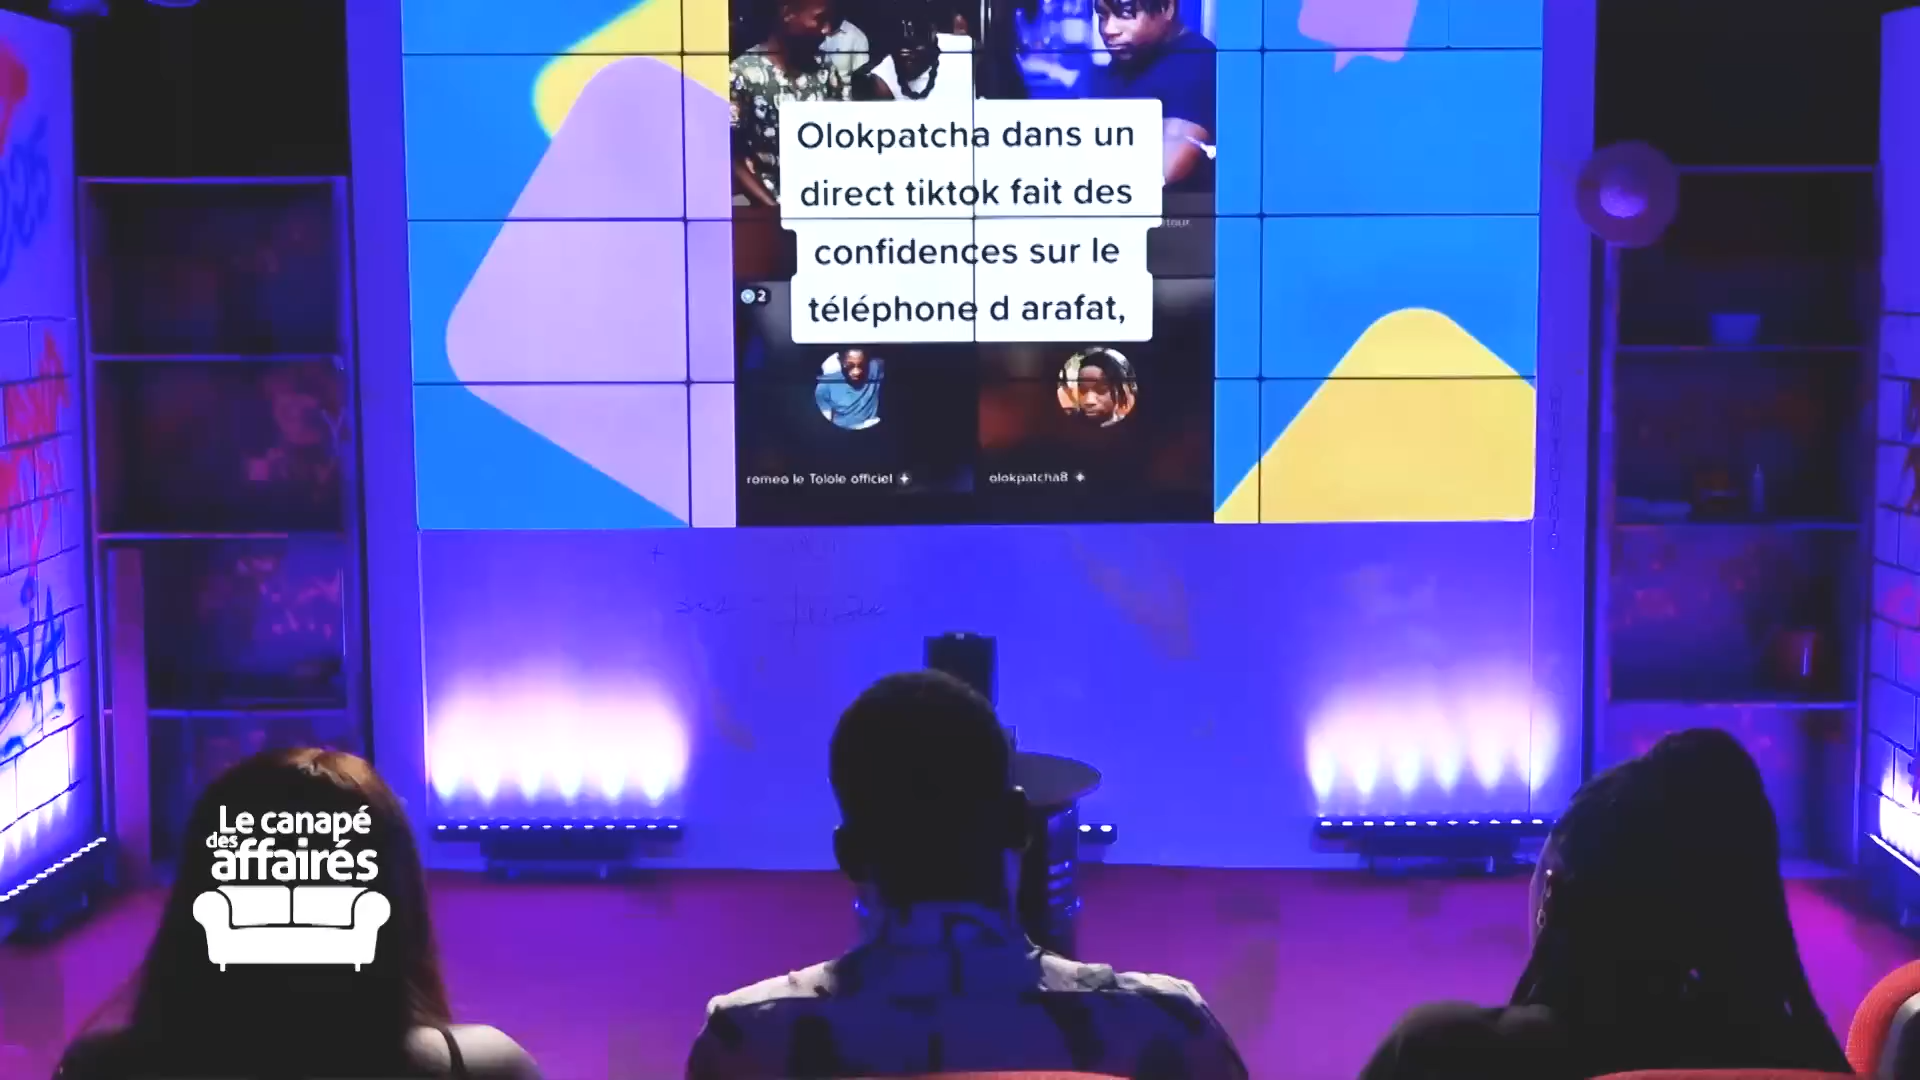 Olokpatcha dans un
direct tiktok fait des
confidences sur le
téléphone d arafat,
2
romeo le Tolole officiel
olokpatcha8
Le canapé
des
affairés